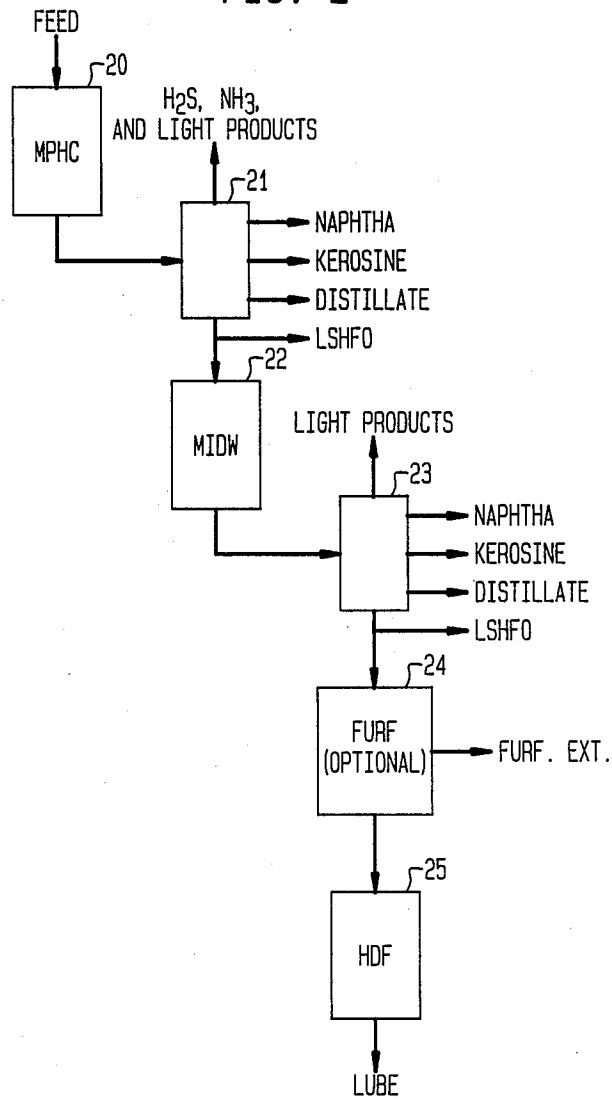 FEED
20
MPHC
H2S, NH3,
AND LIGHT PRODUCTS
21
NAPHTHA
KEROSINE
DISTILLATE
LSHFO
22
MIDW
LIGHT PRODUCTS
23
NAPHTHA
KEROSINE
DISTILLATE
LSHFO
24
FURF
(OPTIONAL)
FURF. EXT.
25
HDF
LUBE